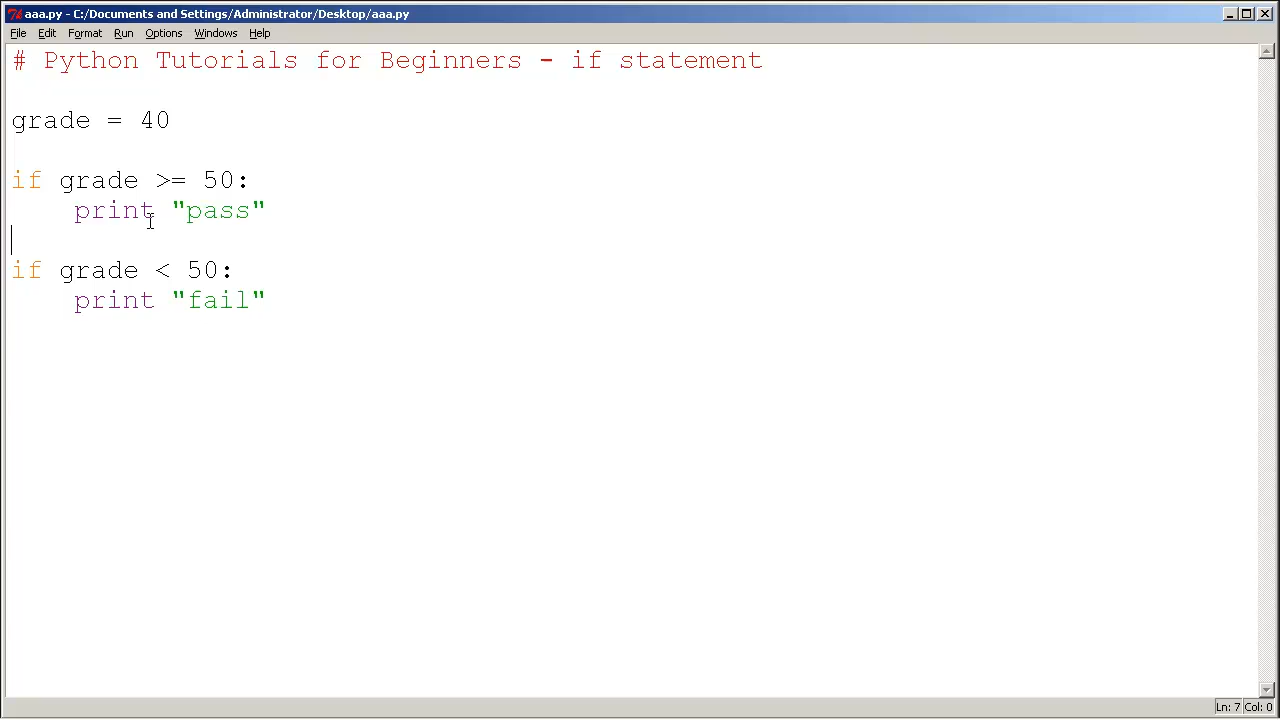 aaa.py - C:/Documents and Settings/Administrator/Desktop/aaa.py
File Edit Format Run Options Windows Help
# Python Tutorials for Beginners - if statement
grade = 40
if grade >= 50:
    print "pass"
if grade < 50:
    print "fail"
Ln: 7 Col: 0